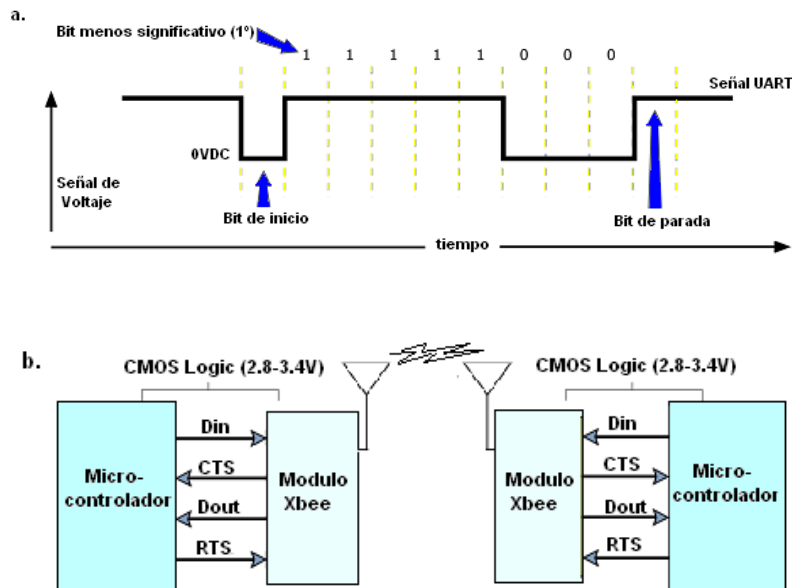 a.
Bit menos significativo (1º)
1 1 1 1 1 0 0 0
Señal UART
0VDC
Señal de
Voltaje
Bit de inicio
Bit de parada
tiempo
b.
CMOS Logic (2.8-3.4V)
CMOS Logic (2.8-3.4V)
Micro-
controlador
Din
CTS
Dout
RTS
Modulo
Xbee
Modulo
Xbee
Din
CTS
Dout
RTS
Micro-
controlador